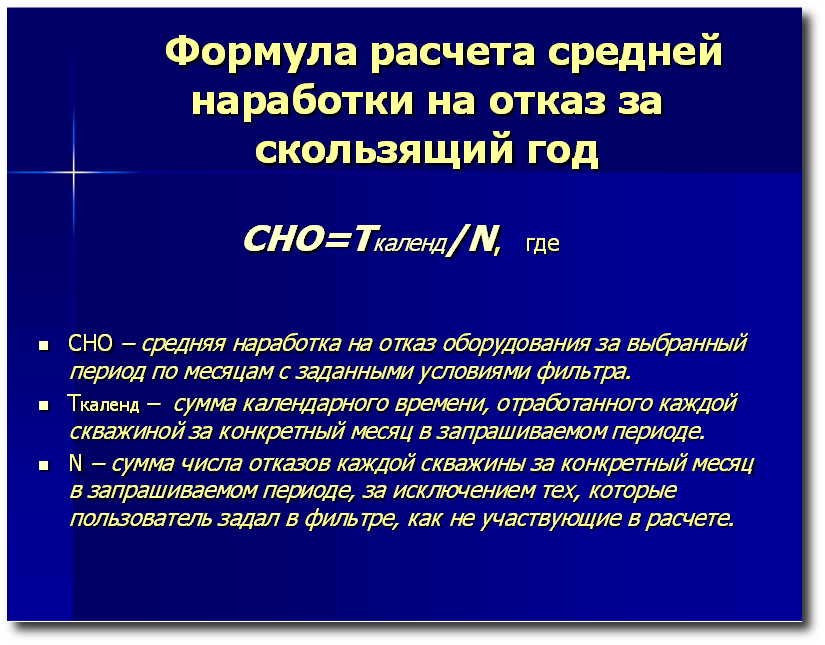 Формула расчета средней
наработки на отказ за
скользящий год
СНО=Tкаленд/N, где
СНО – средняя наработка на отказ оборудования за выбранный
период по месяцам с заданными условиями фильтра.
Tкаленд – сумма календарного времени, отработанного каждой
скважиной за конкретный месяц в запрашиваемом периоде.
N – сумма числа отказов каждой скважины за конкретный месяц
в запрашиваемом периоде, за исключением тех, которые
пользователь задал в фильтре, как не участвующие в расчете.